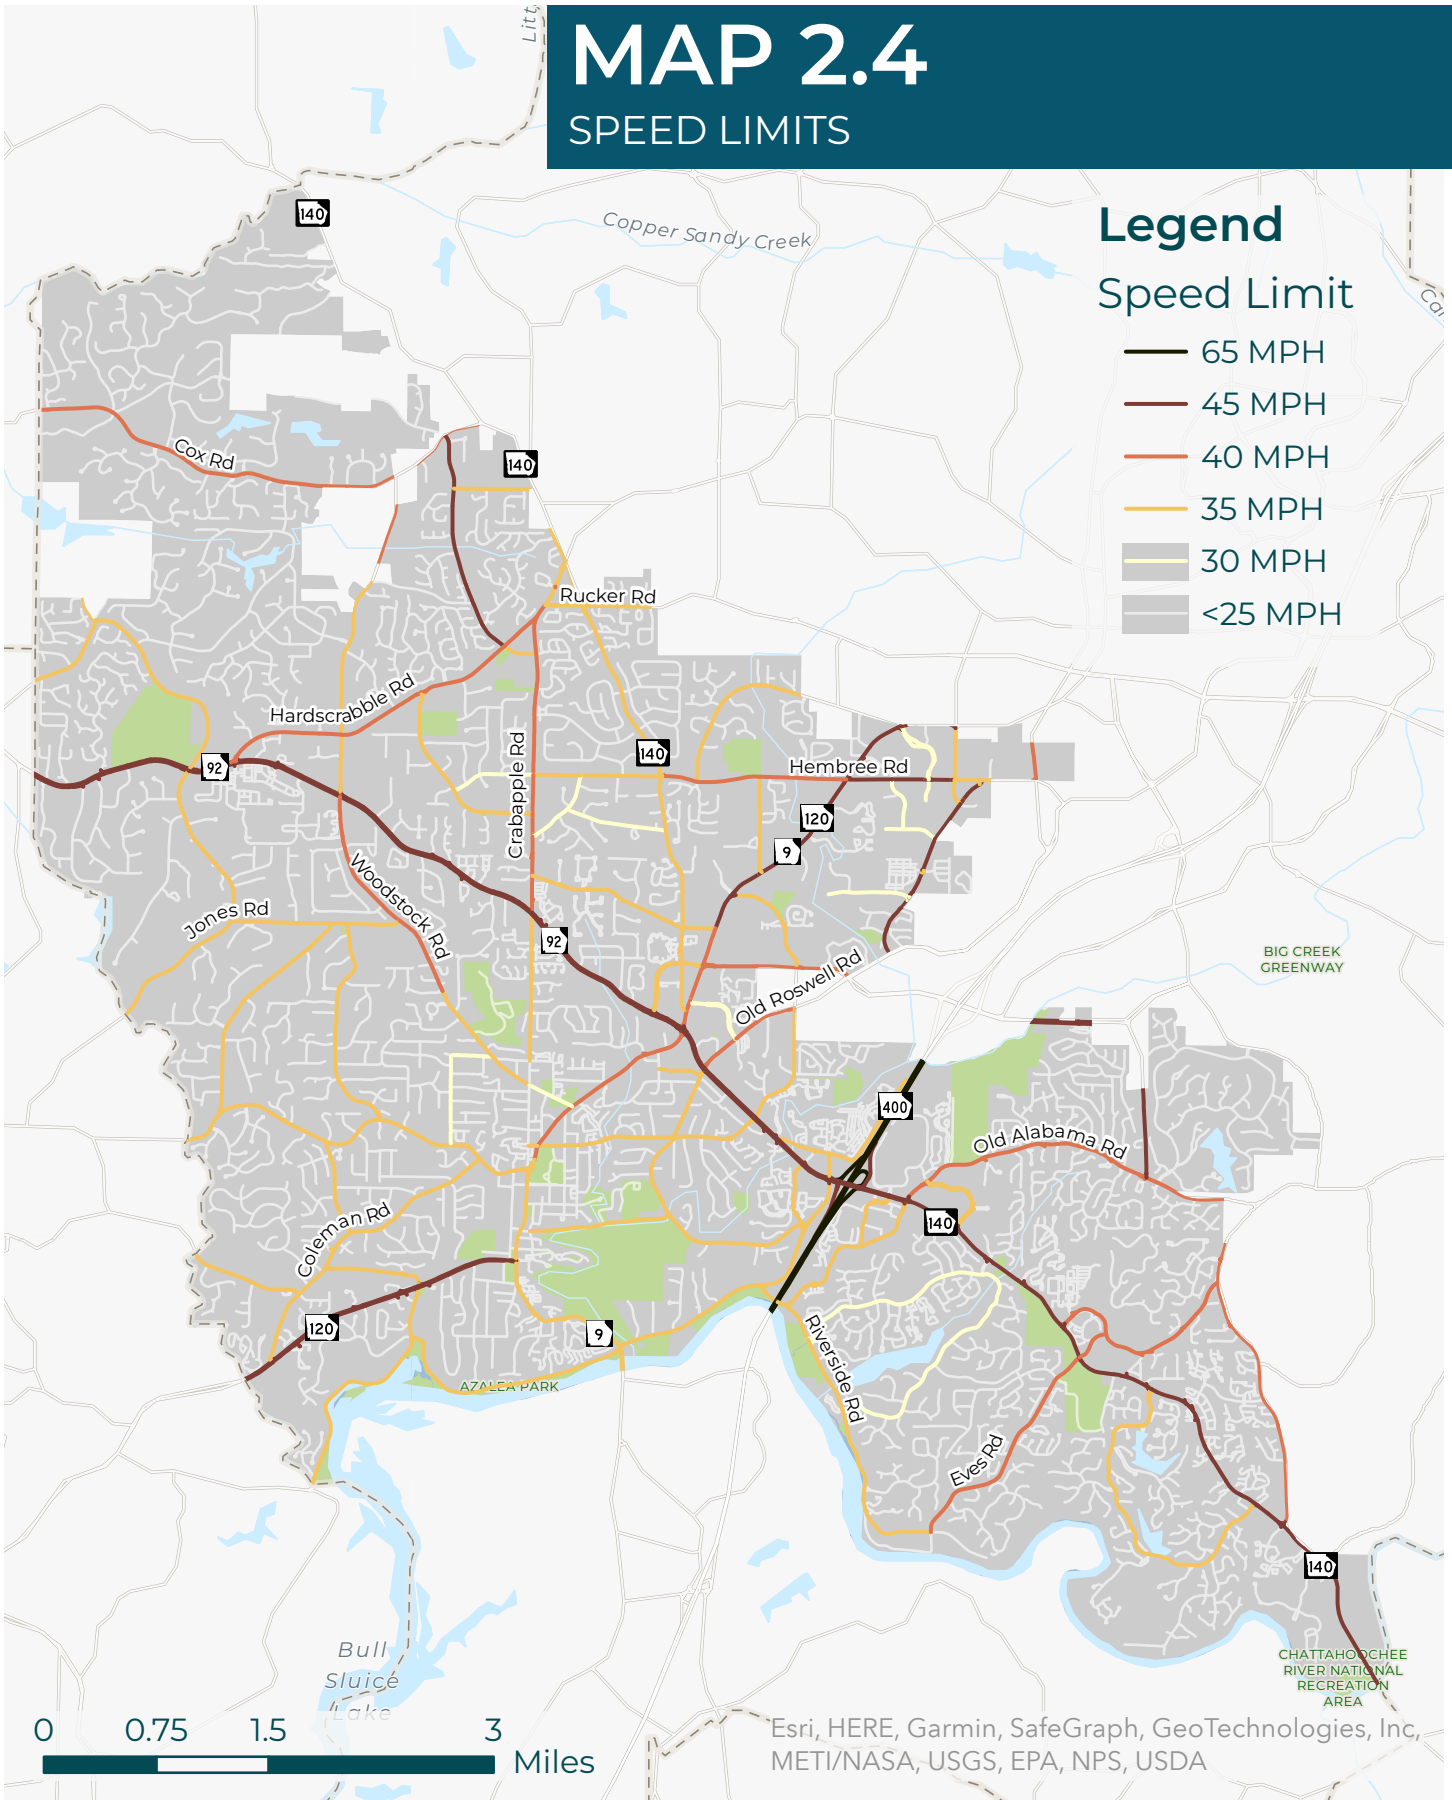 Litt
MAP 2.4
SPEED LIMITS
140
Copper Sandy Creek
Legend
Speed Limit
65 MPH
45 MPH
40 MPH
35 MPH
30 MPH
<25 MPH
Cox Rd
140
Rucker Rd
Hardscrabble Rd
Crabapple Rd
140
92
Hembree Rd
120
9
Woodstock Rd
Jones Rd
92
Old Roswell Rd
BIG CREEK
GREENWAY
400
Old Alabama Rd
Coleman Rd
140
120
9
Riverside Rd
AZALEA PARK
Eves Rd
140
Bull
Sluice
Lake
CHATTAHOOCHEE
RIVER NATIONAL
RECREATION
AREA
0 0.75 1.5 3
Miles
Esri, HERE, Garmin, SafeGraph, GeoTechnologies, Inc,
METI/NASA, USGS, EPA, NPS, USDA